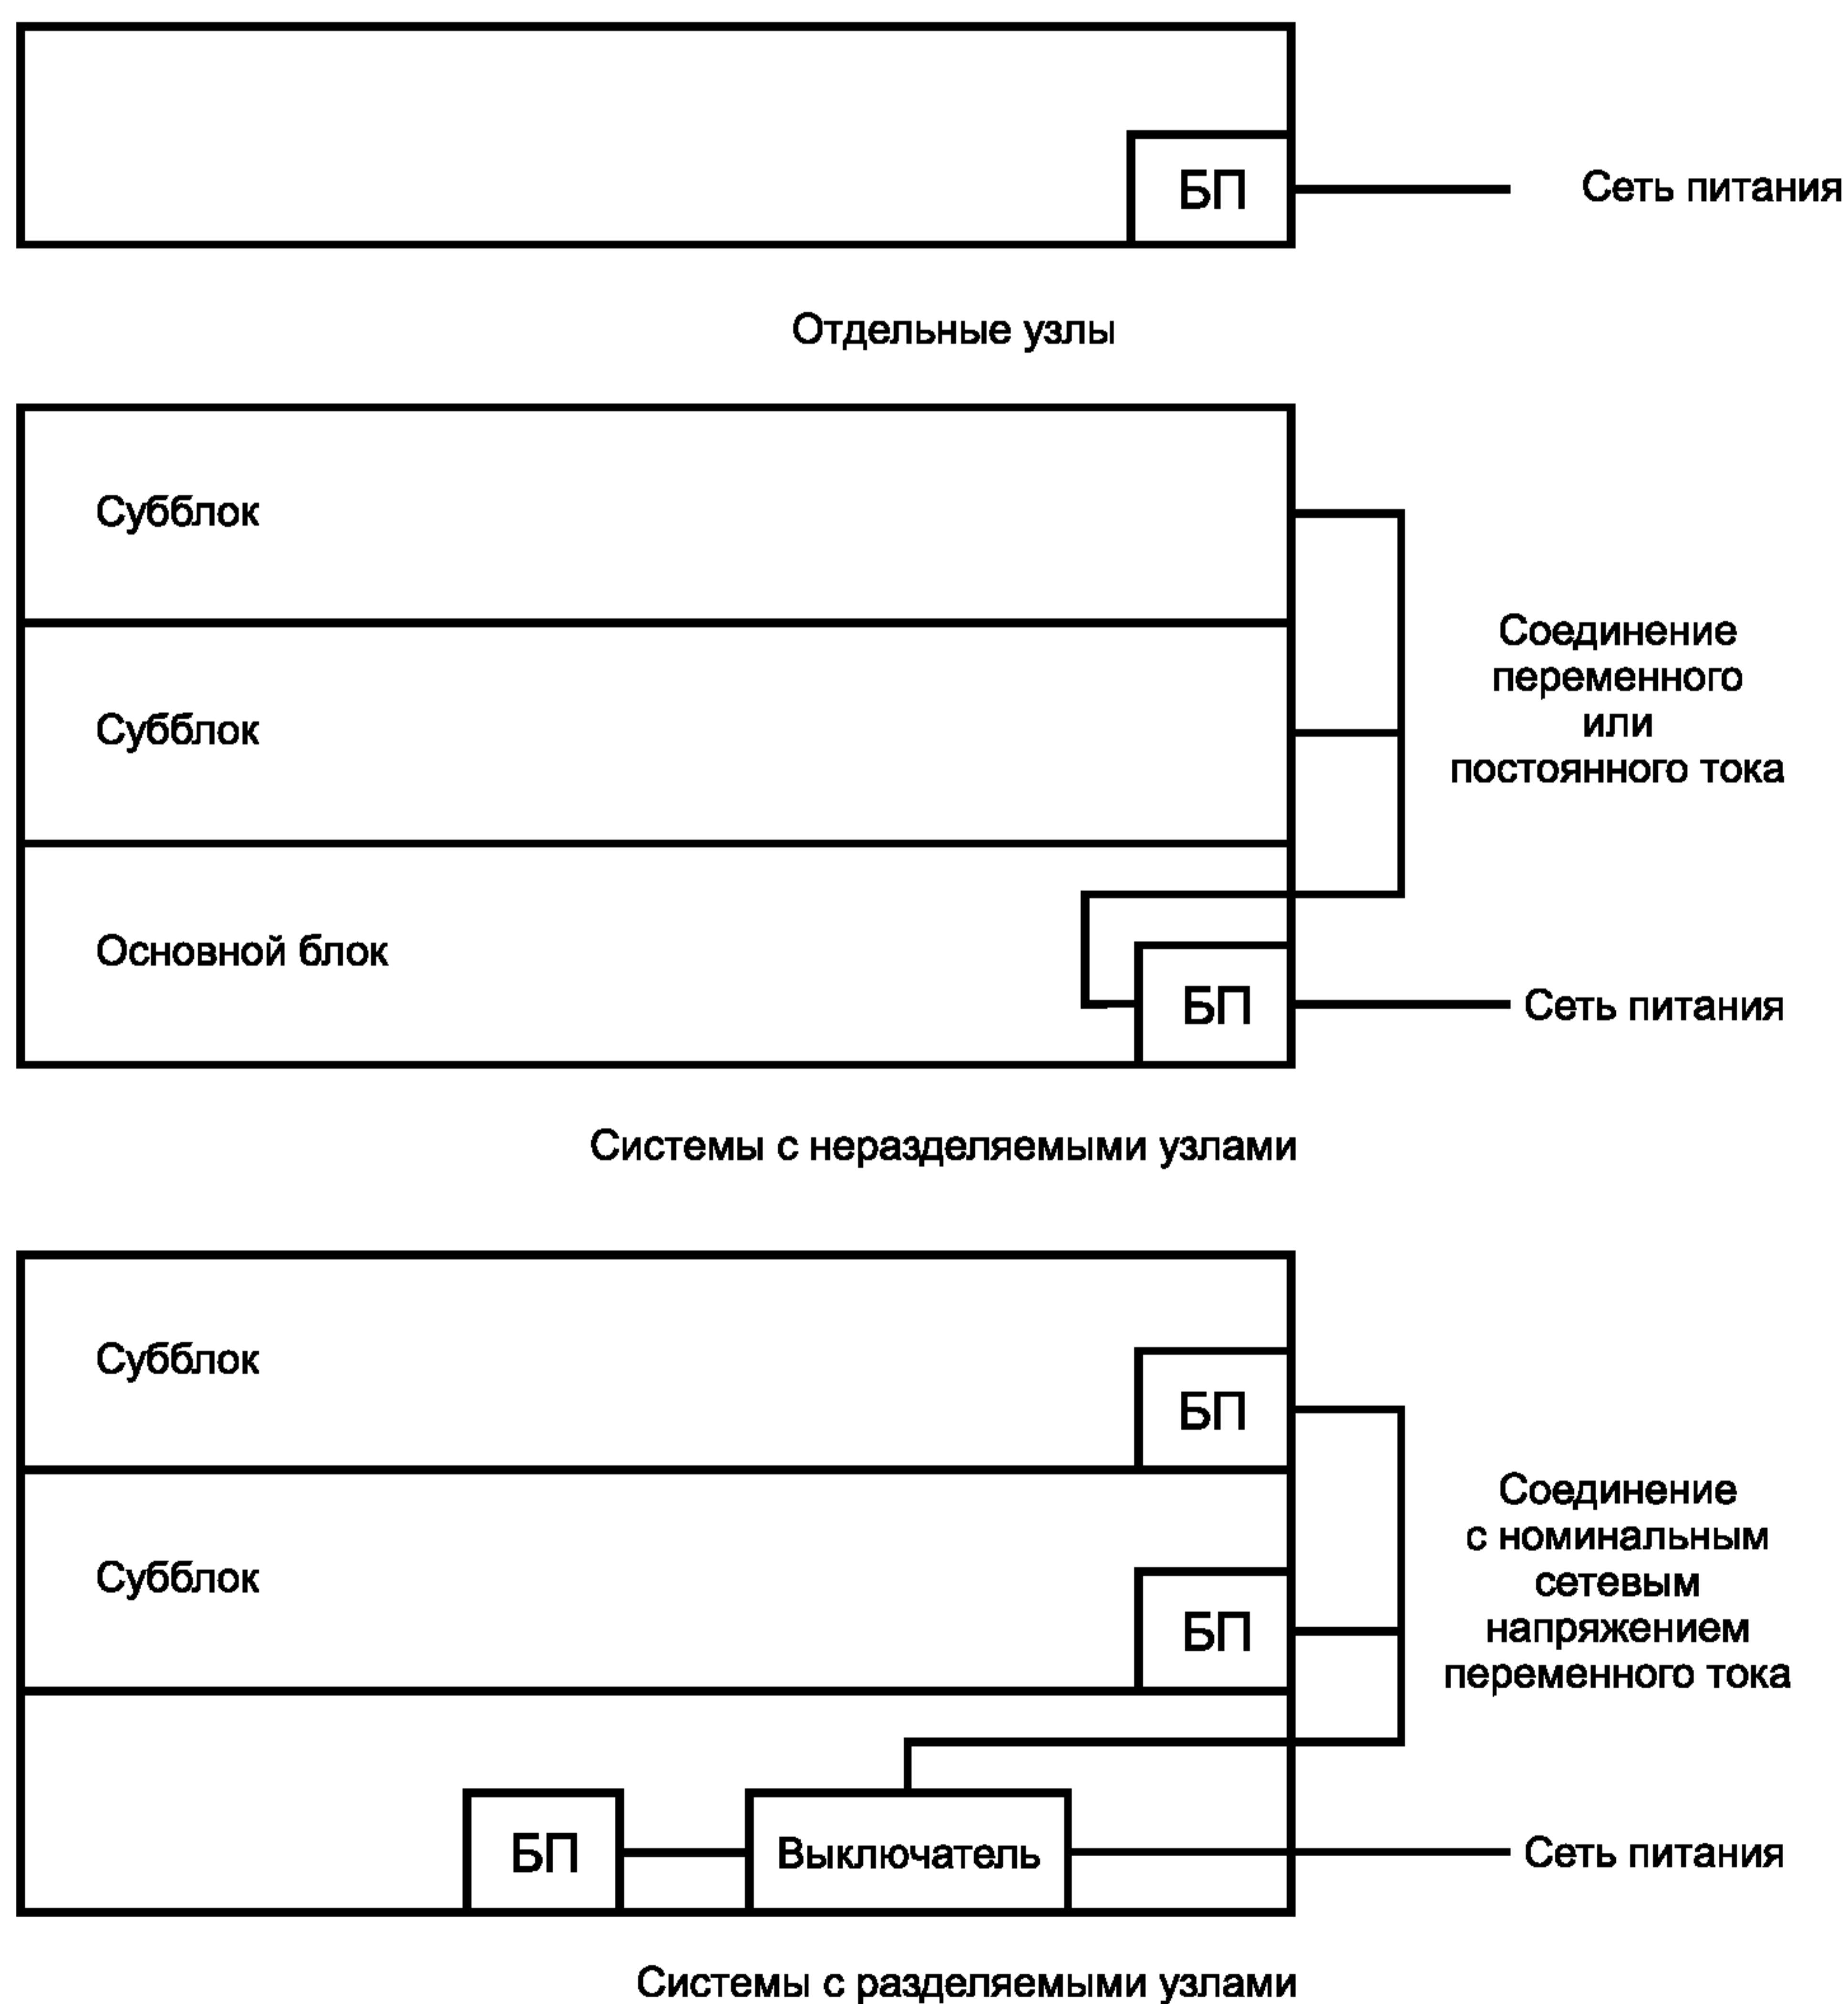 БП
Сеть питания
Отдельные узлы
Субблок
Субблок
Соединение
переменного
или
постоянного тока
Основной блок
БП
Сеть питания
Системы с неразделяемыми узлами
Субблок
БП
Субблок
БП
Соединение
с номинальным
сетевым
напряжением
переменного тока
БП
Выключатель
Сеть питания
Системы с разделяемыми узлами